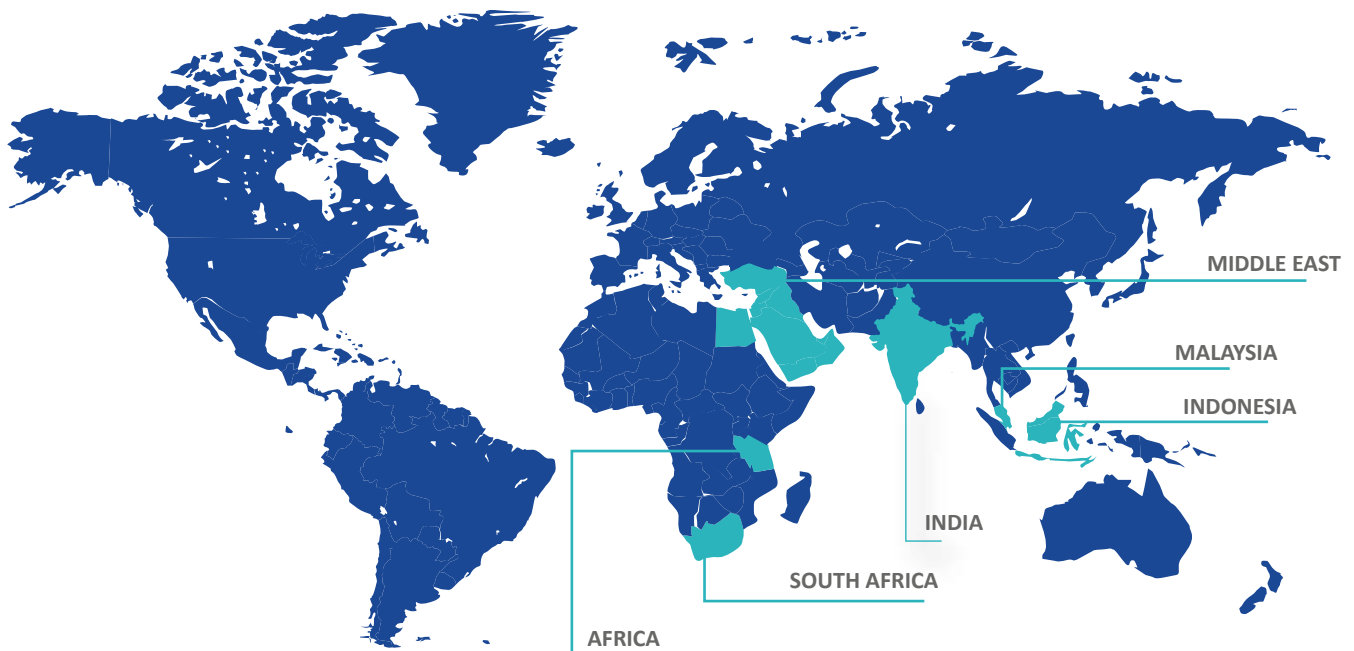 MIDDLE EAST
MALAYSIA
INDONESIA
INDIA
SOUTH AFRICA
AFRICA